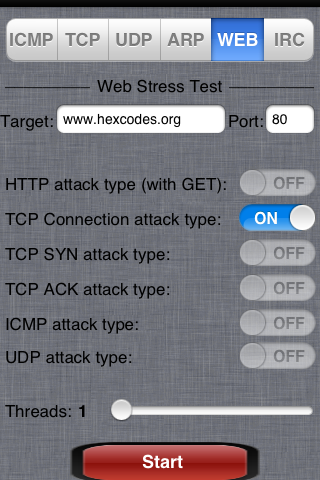 ICMP TCP UDP ARP WEB IRC
Web Stress Test
Target: www.hexcodes.org Port: 80
HTTP attack type (with GET): OFF
TCP Connection attack type: ON
TCP SYN attack type: OFF
TCP ACK attack type: OFF
ICMP attack type: OFF
UDP attack type: OFF
Threads: 1
Start